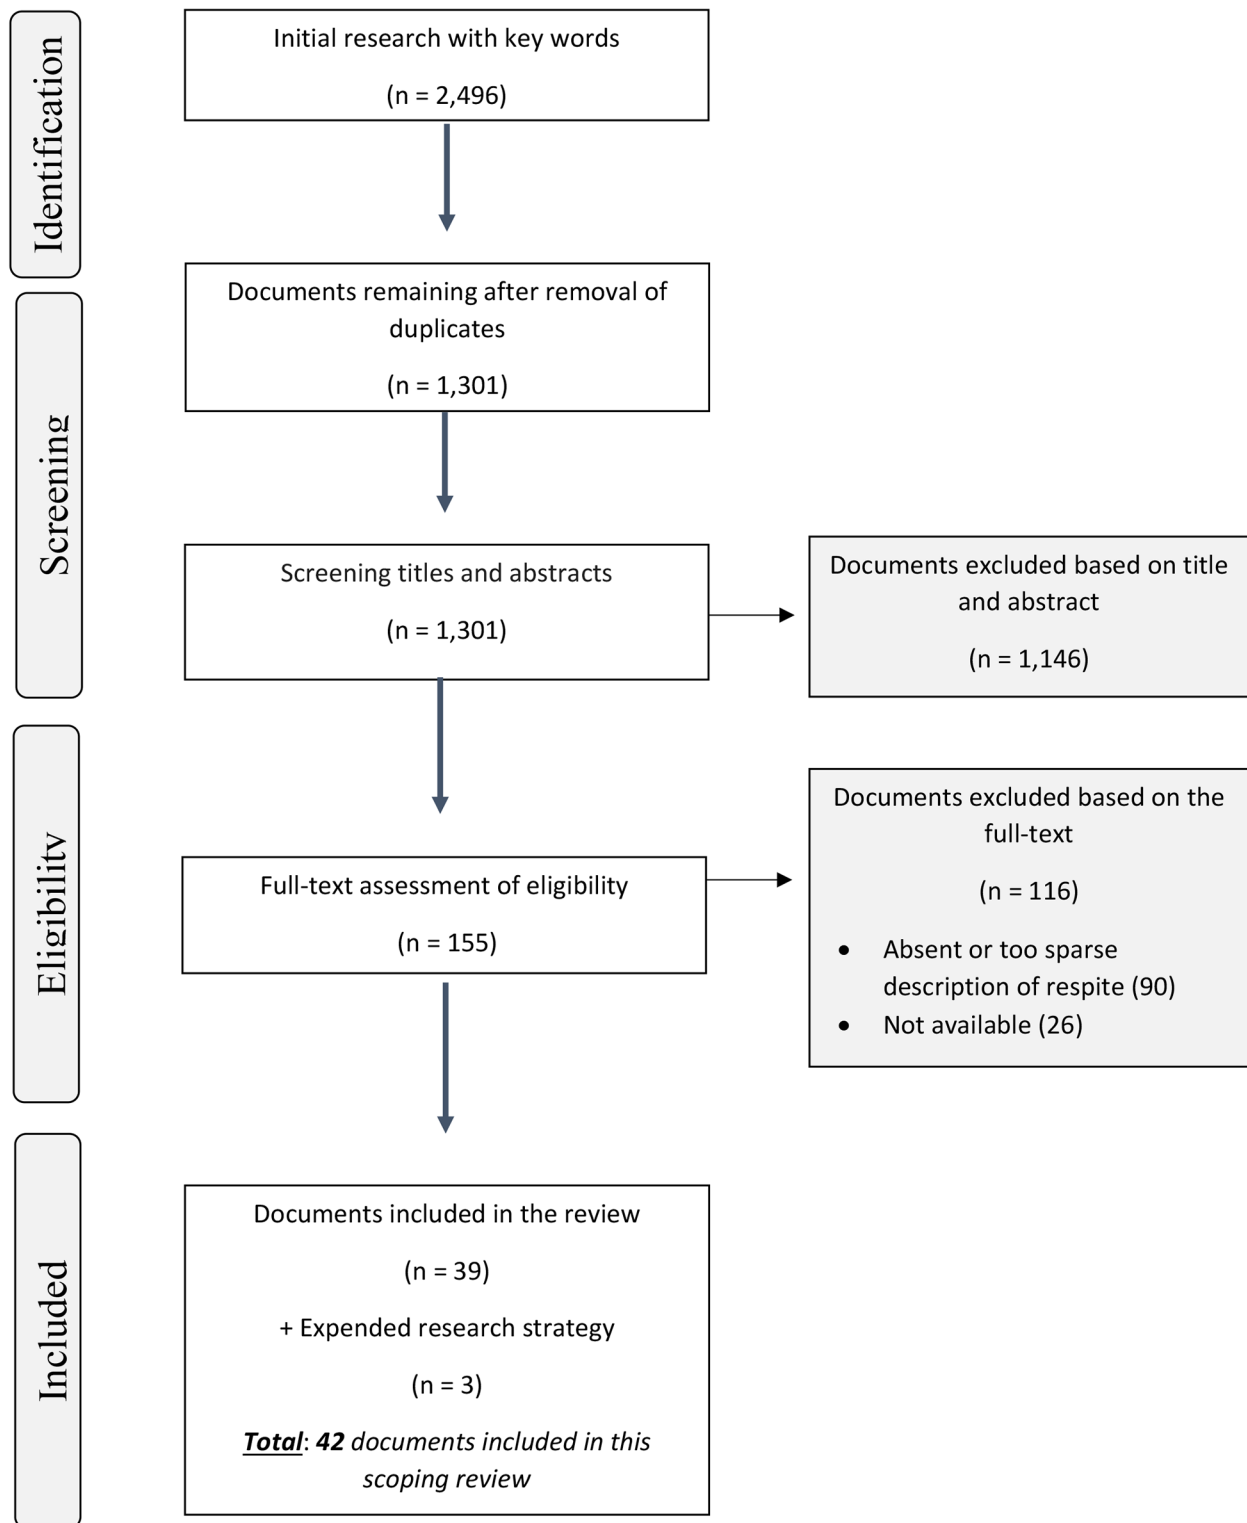 Identification
Initial research with key words
(n = 2,496)
Screening
Documents remaining after removal of
duplicates
(n = 1,301)
Screening titles and abstracts
(n = 1,301)
Documents excluded based on title
and abstract
(n = 1,146)
Eligibility
Full-text assessment of eligibility
(n = 155)
Documents excluded based on the
full-text
(n = 116)
• Absent or too sparse
description of respite (90)
• Not available (26)
Included
Documents included in the review
(n = 39)
+ Expended research strategy
(n = 3)
Total: 42 documents included in this
scoping review